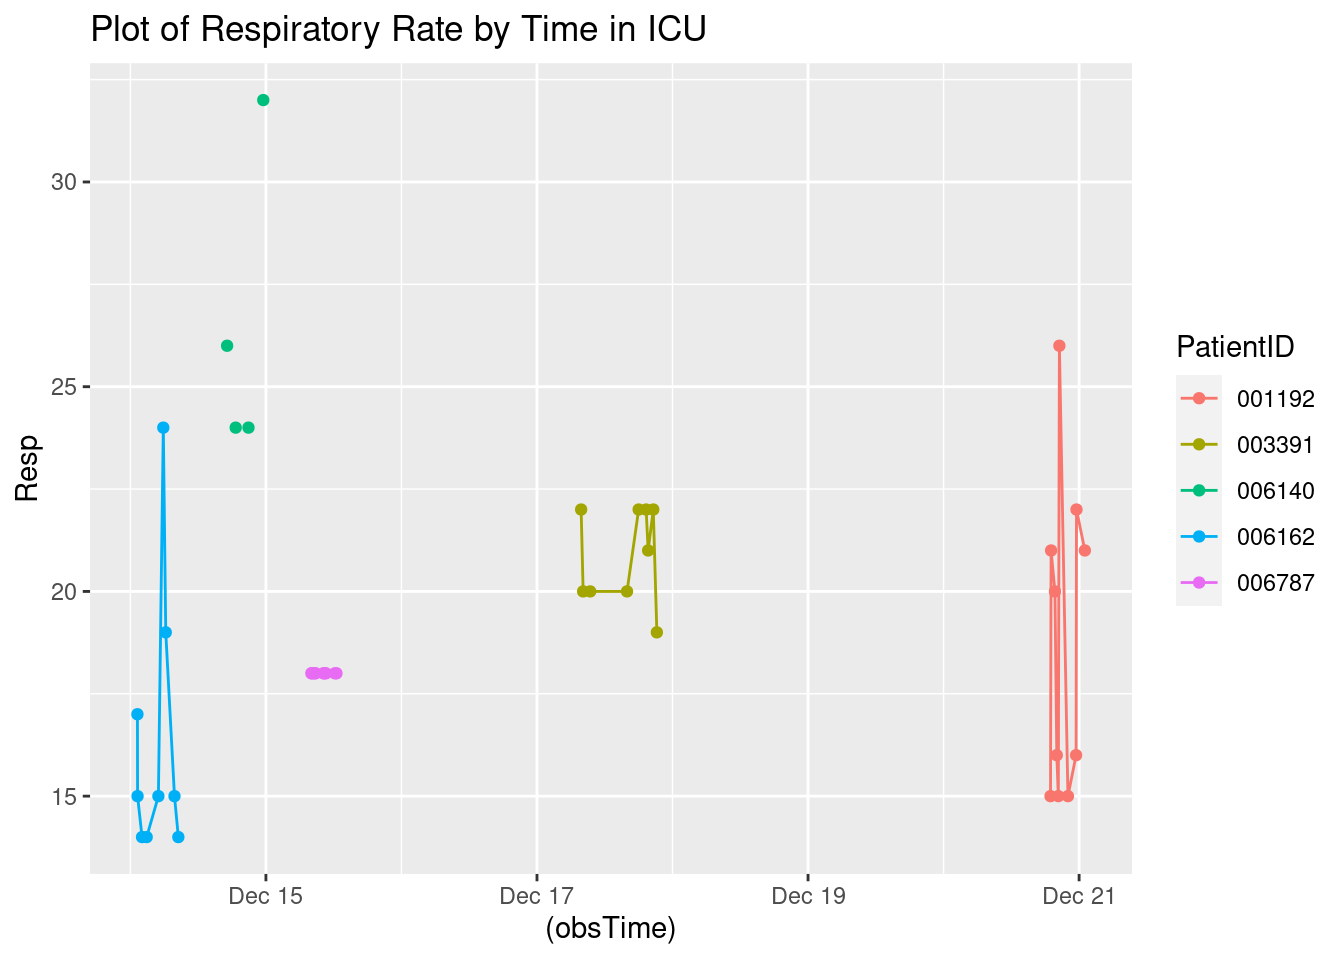 Plot of Respiratory Rate by Time in ICU
30
25
20
15
Resp
Dec 15
Dec 17
Dec 19
Dec 21
(obsTime)
PatientID
001192
003391
006140
006162
006787